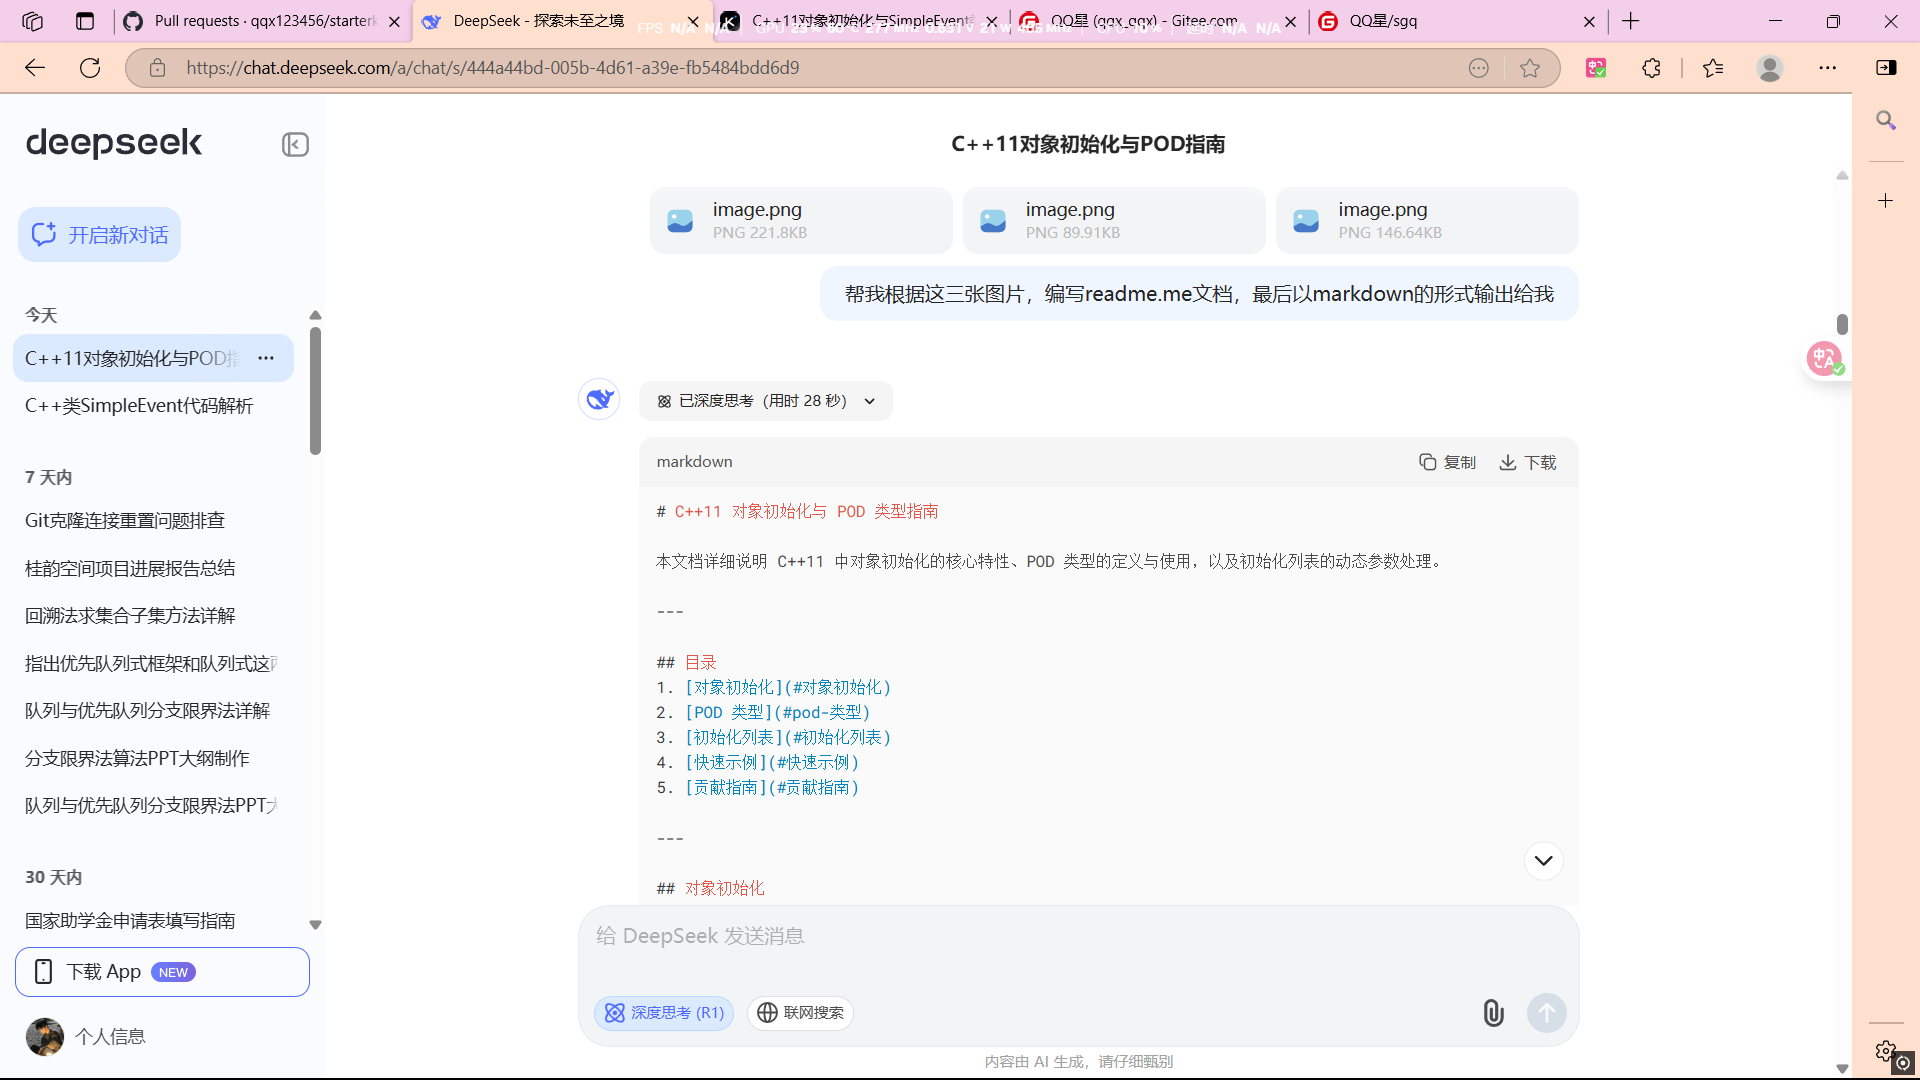 Pull requests · qqx123456/starterk
DeepSeek - 探索未至之境
C++11对象初始化与SimpleEvent
QQ星 (qqx_qqx) - Gitee.com
QQ星/sgq
FPS N/A N/A
https://chat.deepseek.com/a/chat/s/444a44bd-005b-4d61-a39e-fb5484bdd6d9
deepseek
开启新对话
今天
C++11对象初始化与POD指
C++类SimpleEvent代码解析
7 天内
Git克隆连接重置问题排查
桂韵空间项目进展报告总结
回溯法求集合子集方法详解
指出优先队列式框架和队列式这两
队列与优先队列分支限界法详解
分支限界法算法PPT大纲制作
队列与优先队列分支限界法PPT大
30 天内
国家助学金申请表填写指南
下载 App NEW
个人信息
C++11对象初始化与POD指南
image.png
PNG 221.8KB
image.png
PNG 89.91KB
image.png
PNG 146.64KB
帮我根据这三张图片，编写readme.me文档，最后以markdown的形式输出给我
已深度思考（用时 28 秒）
markdown
复制
下载
# C++11 对象初始化与 POD 类型指南
本文档详细说明 C++11 中对象初始化的核心特性、POD 类型的定义与使用，以及初始化列表的动态参数处理。
---
## 目录
1. [对象初始化](#对象初始化)
2. [POD 类型](#pod-类型)
3. [初始化列表](#初始化列表)
4. [快速示例](#快速示例)
5. [贡献指南](#贡献指南)
---
## 对象初始化
给 DeepSeek 发送消息
深度思考 (R1)
联网搜索
内容由 AI 生成，请仔细甄别